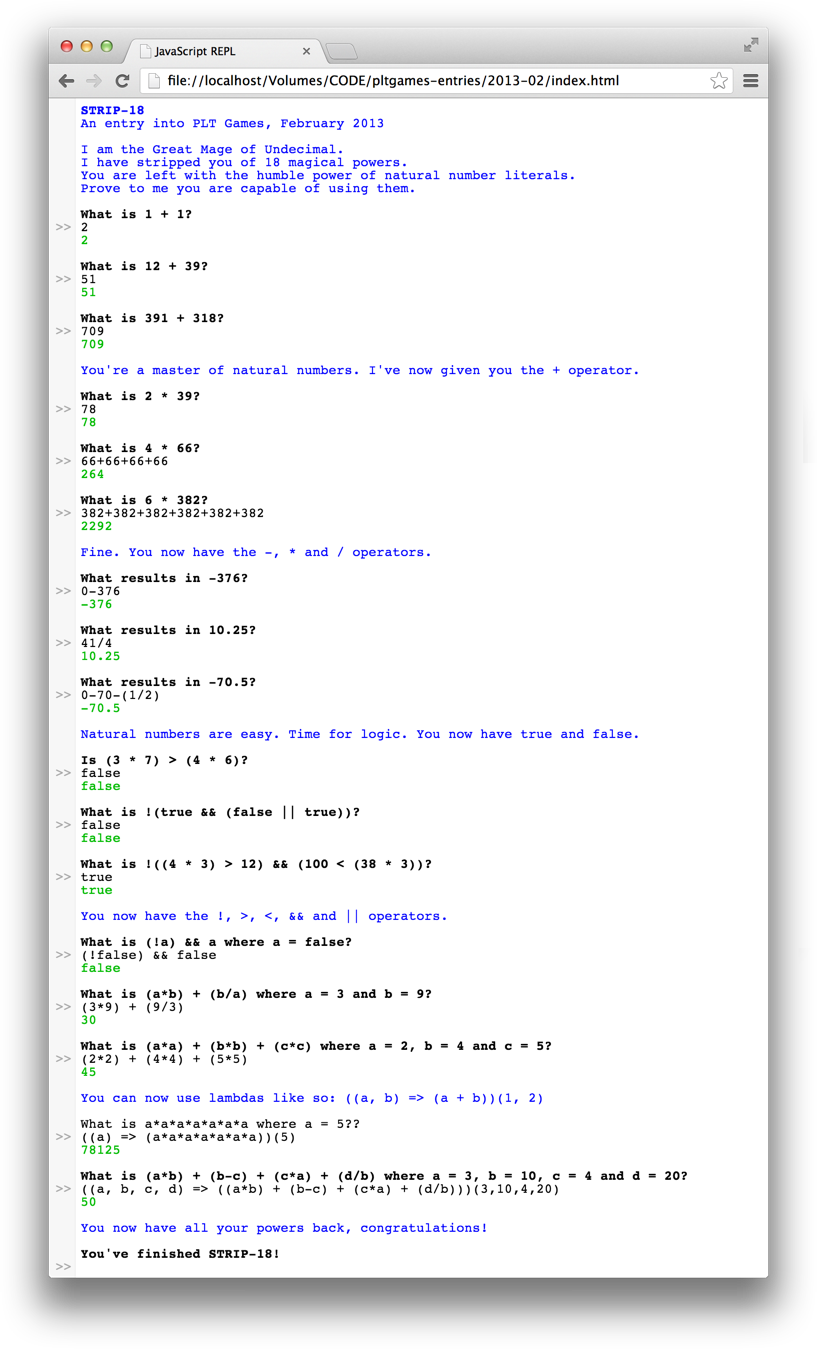 JavaScript REPL
file://localhost/Volumes/CODE/pltgames-entries/2013-02/index.html
STRIP-18
An entry into PLT Games, February 2013
I am the Great Mage of Undecimal.
I have stripped you of 18 magical powers.
You are left with the humble power of natural number literals.
Prove to me you are capable of using them.
What is 1 + 1?
>> 2
2
What is 12 + 39?
>> 51
51
What is 391 + 318?
>> 709
709
You're a master of natural numbers. I've now given you the + operator.
What is 2 * 39?
>> 78
78
What is 4 * 66?
>> 66+66+66+66
264
What is 6 * 382?
>> 382+382+382+382+382+382
2292
Fine. You now have the -, * and / operators.
What results in -376?
>> 0-376
-376
What results in 10.25?
>> 41/4
10.25
What results in -70.5?
>> 0-70-(1/2)
-70.5
Natural numbers are easy. Time for logic. You now have true and false.
Is (3 * 7) > (4 * 6)?
>> false
false
What is !(true && (false || true))?
>> false
false
What is !((4 * 3) > 12) && (100 < (38 * 3))?
>> true
true
You now have the !, >, <, && and || operators.
What is (!a) && a where a = false?
>> (!false) && false
false
What is (a*b) + (b/a) where a = 3 and b = 9?
>> (3*9) + (9/3)
30
What is (a*a) + (b*b) + (c*c) where a = 2, b = 4 and c = 5?
>> (2*2) + (4*4) + (5*5)
45
You can now use lambdas like so: ((a, b) => (a + b))(1, 2)
What is a*a*a*a*a*a*a where a = 5??
>> ((a) => (a*a*a*a*a*a*a))(5)
78125
What is (a*b) + (b-c) + (c*a) + (d/b) where a = 3, b = 10, c = 4 and d = 20?
>> ((a, b, c, d) => ((a*b) + (b-c) + (c*a) + (d/b)))(3,10,4,20)
50
You now have all your powers back, congratulations!
You've finished STRIP-18!
>>